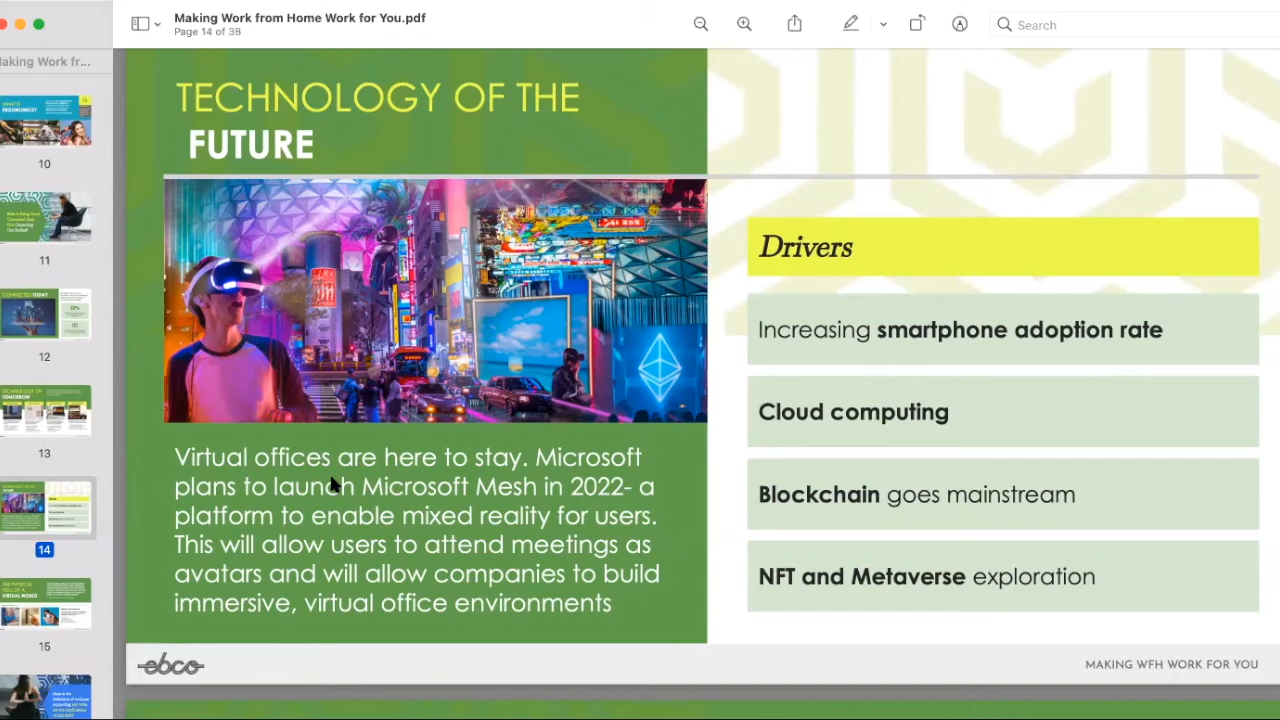 Making Work from Home Work for You.pdf
Page 14 of 38
Search
Making Work fr...
10
11
12
13
14
15
TECHNOLOGY OF THE
FUTURE
Virtual offices are here to stay. Microsoft
plans to launch Microsoft Mesh in 2022- a
platform to enable mixed reality for users.
This will allow users to attend meetings as
avatars and will allow companies to build
immersive, virtual office environments
Drivers
Increasing smartphone adoption rate
Cloud computing
Blockchain goes mainstream
NFT and Metaverse exploration
ebco
MAKING WFH WORK FOR YOU